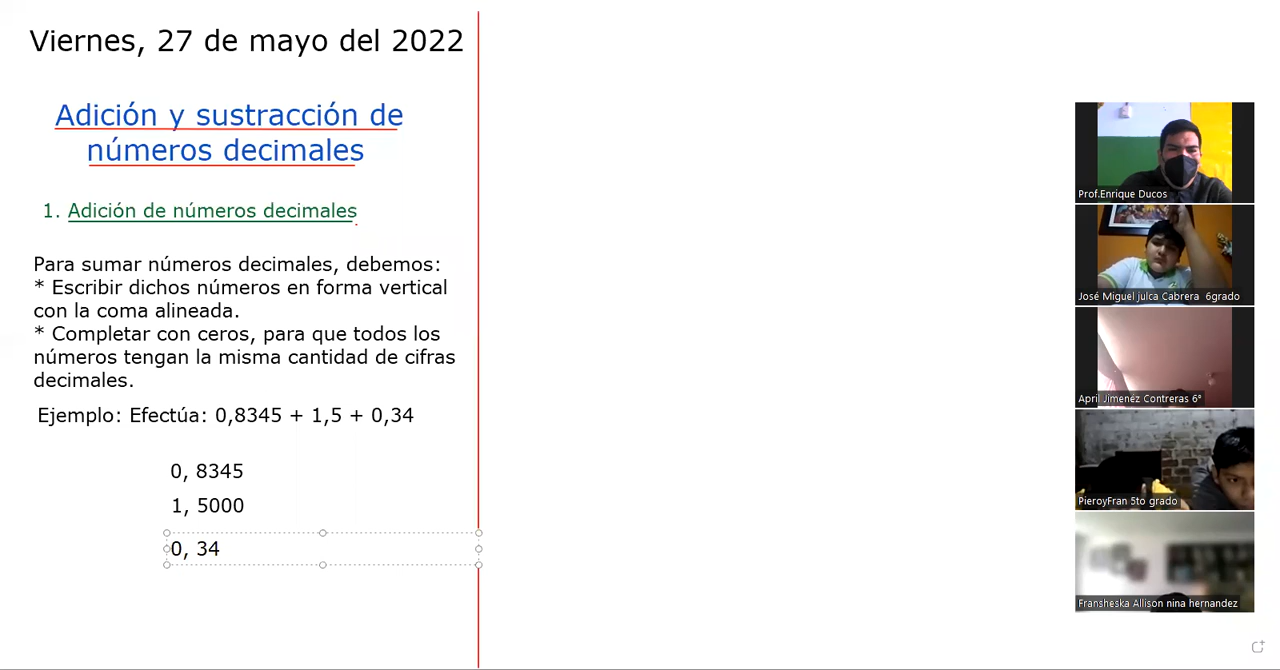 Viernes, 27 de mayo del 2022
Adición y sustracción de
números decimales
1. Adición de números decimales
Para sumar números decimales, debemos:
* Escribir dichos números en forma vertical
con la coma alineada.
* Completar con ceros, para que todos los
números tengan la misma cantidad de cifras
decimales.
Ejemplo: Efectúa: 0,8345 + 1,5 + 0,34
0, 8345
1, 5000
0, 34
Prof.Enrique Ducos
José Miguel julca Cabrera 6grado
April Jimenez Contreras 6°
PieroyFran 5to grado
Fransheska Allison nina hernandez